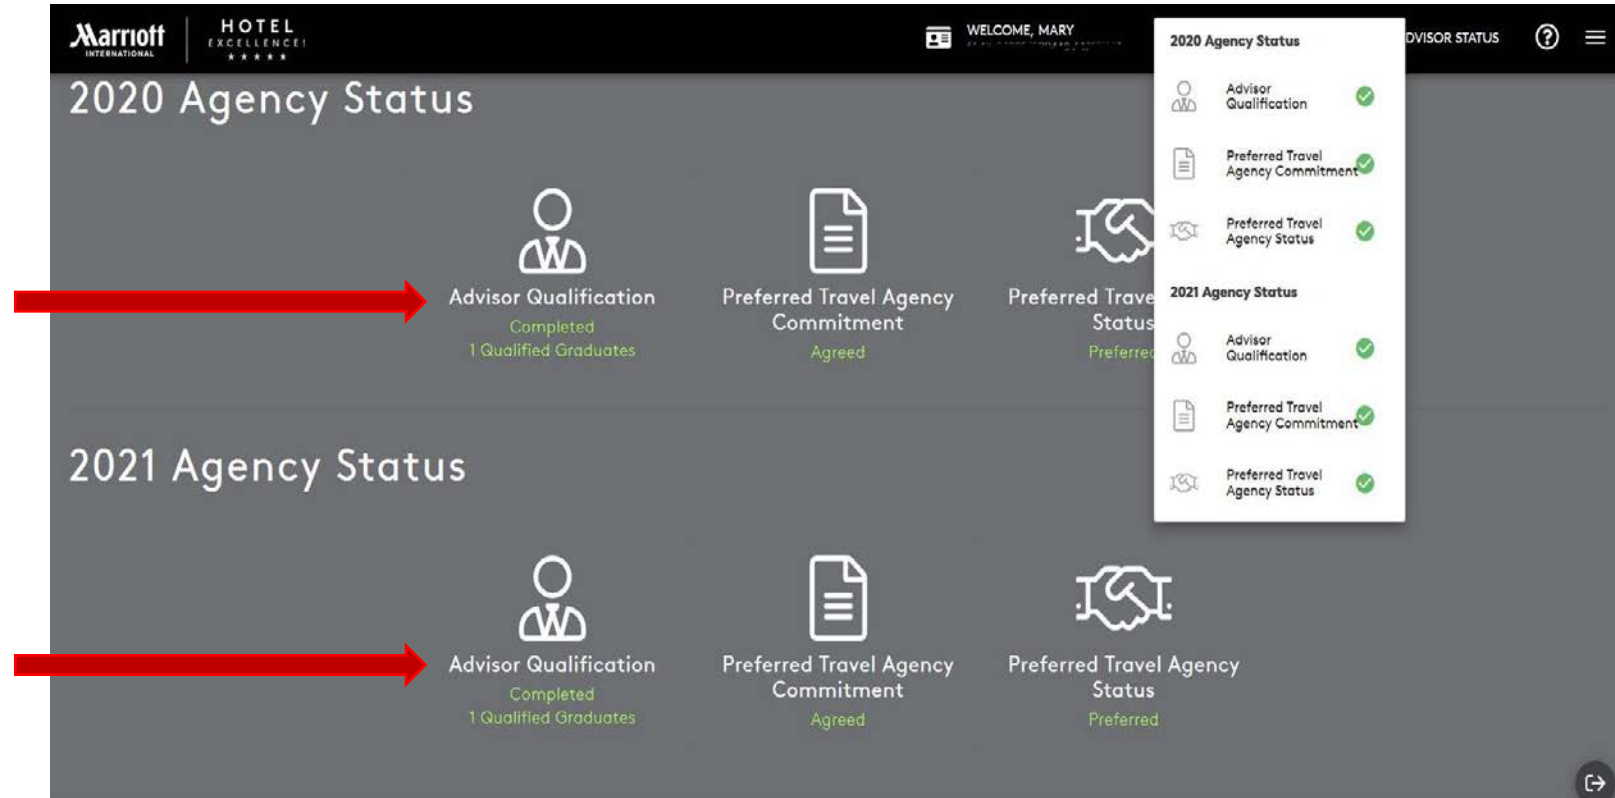 Marriott
INTERNATIONAL
HOTEL
EXCELLENCE!
WELCOME, MARY
DVISOR STATUS
2020 Agency Status
Advisor Qualification
Completed
1 Qualified Graduates
Preferred Travel Agency
Commitment
Agreed
Preferred Trave
Status
Preferred
2020 Agency Status
Advisor
Qualification
Preferred Travel
Agency Commitment
Preferred Travel
Agency Status
2021 Agency Status
Advisor
Qualification
Preferred Travel
Agency Commitment
Preferred Travel
Agency Status
2021 Agency Status
Advisor Qualification
Completed
1 Qualified Graduates
Preferred Travel Agency
Commitment
Agreed
Preferred Travel Agency
Status
Preferred